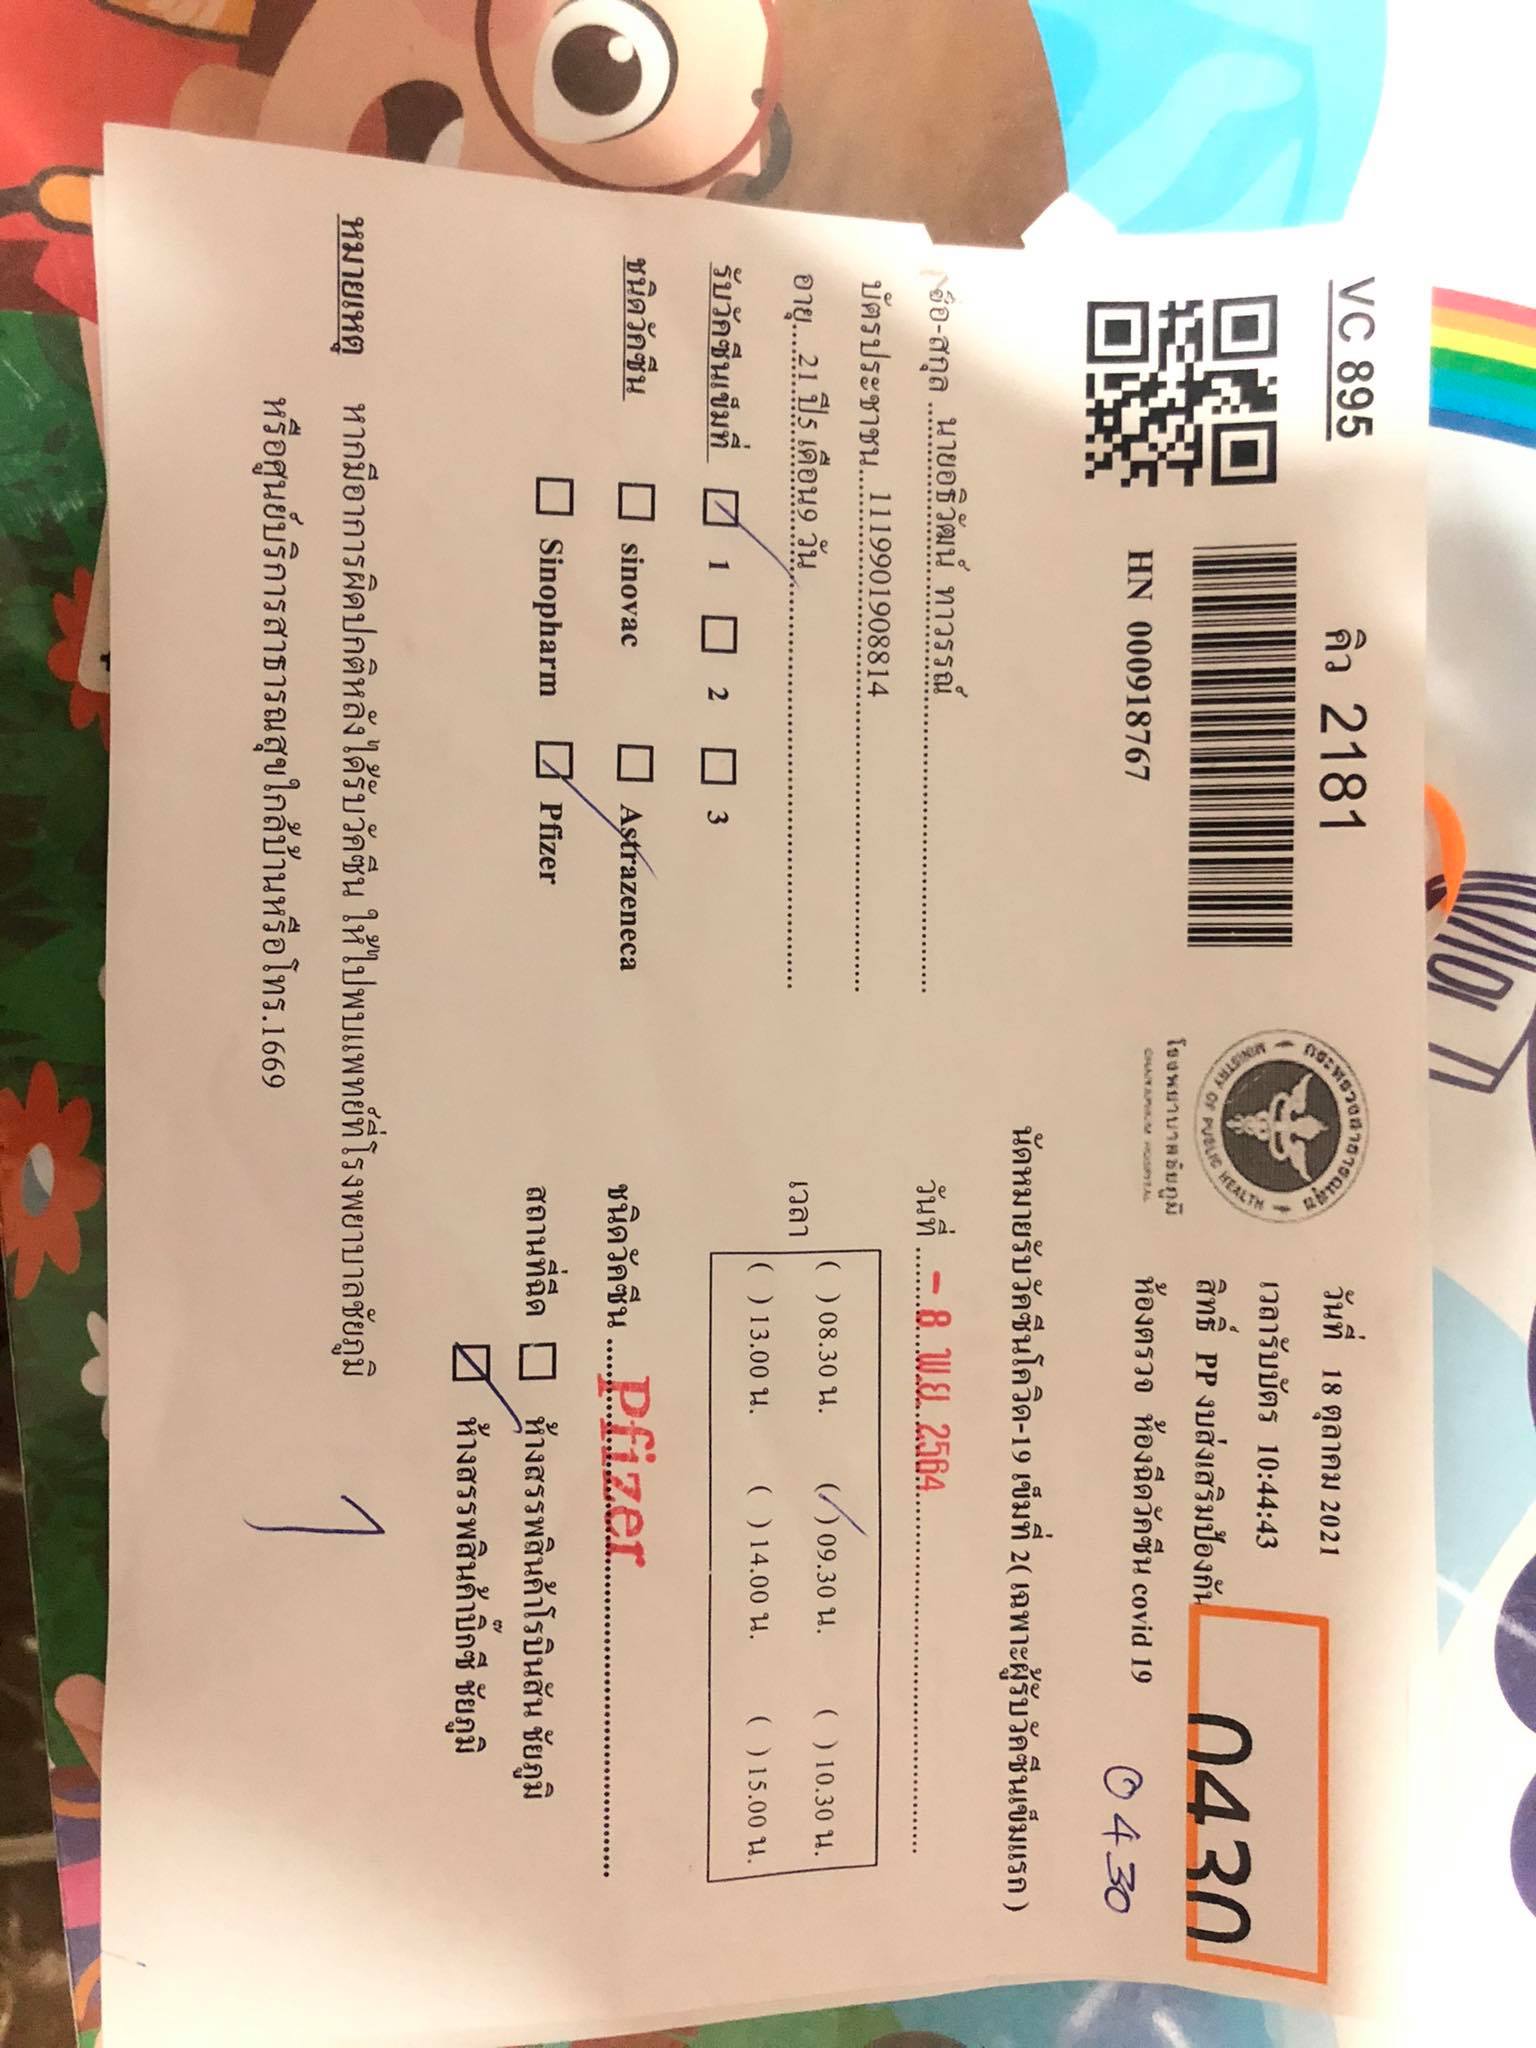 VC 895
คิว 2181
วันที่ 18 ตุลาคม 2021
เวลารับบัตร 10:44:43
สิทธิ์ PP งบส่งเสริมป้องกัน
0430
HN 000918767
กระทรวงสาธารณสุข
MINISTRY OF PUBLIC HEALTH
โรงพยาบาลชัยภูมิ
CHAIYAPHUM HOSPITAL
ห้องตรวจ ห้องฉีดวัคซีน covid 19
0430
นัดหมายรับวัคซีนโควิด-19 เข็มที่ 2( เฉพาะผู้รับวัคซีนเข็มแรก )
ชื่อ-สกุล ....นายอธิวัฒน์ ทาวรรณ์
บัตรประชาชน....1119901908814
อายุ....21 ปี5 เดือน9 วัน
รับวัคซีนเข็มที่ ☑ 1 ☐ 2 ☐ 3
ชนิดวัคซีน ☐ sinovac ☐ Astrazeneca
☐ Sinopharm ☑ Pfizer
วันที่ ....- 8 พ.ย. 2564
เวลา ( ) 08.30 น. (/) 09.30 น. ( ) 10.30 น.
( ) 13.00 น. ( ) 14.00 น. ( ) 15.00 น.
ชนิดวัคซีน ....Pfizer
สถานที่ฉีด ☐ ห้างสรรพสินค้าโรบินสัน ชัยภูมิ
☑ ห้างสรรพสินค้าบิ๊กซี ชัยภูมิ
หมายเหตุ หากมีอาการผิดปกติหลังได้รับวัคซีน ให้ไปพบแพทย์ที่โรงพยาบาลชัยภูมิ
หรือศูนย์บริการสาธารณสุขใกล้บ้านหรือโทร.1669